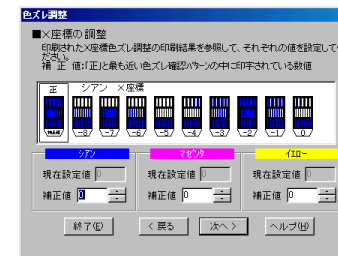 色ズレ調整
■X座標の調整
印刷されたX座標色ズレ調整の印刷結果を参照して、それぞれの値を設定して
ださい。
補 正 値:「正」と最も近い色ズレ確認パターンの中に印字されている数値
正 シアン X座標
-8 -7 -6 -5 -4 -3 -2 -1 0
シアン マゼンタ イエロー
現在設定値 0 現在設定値 0 現在設定値 0
補正値 0 補正値 0 補正値 0
終了(E) < 戻る 次へ > ヘルプ(H)